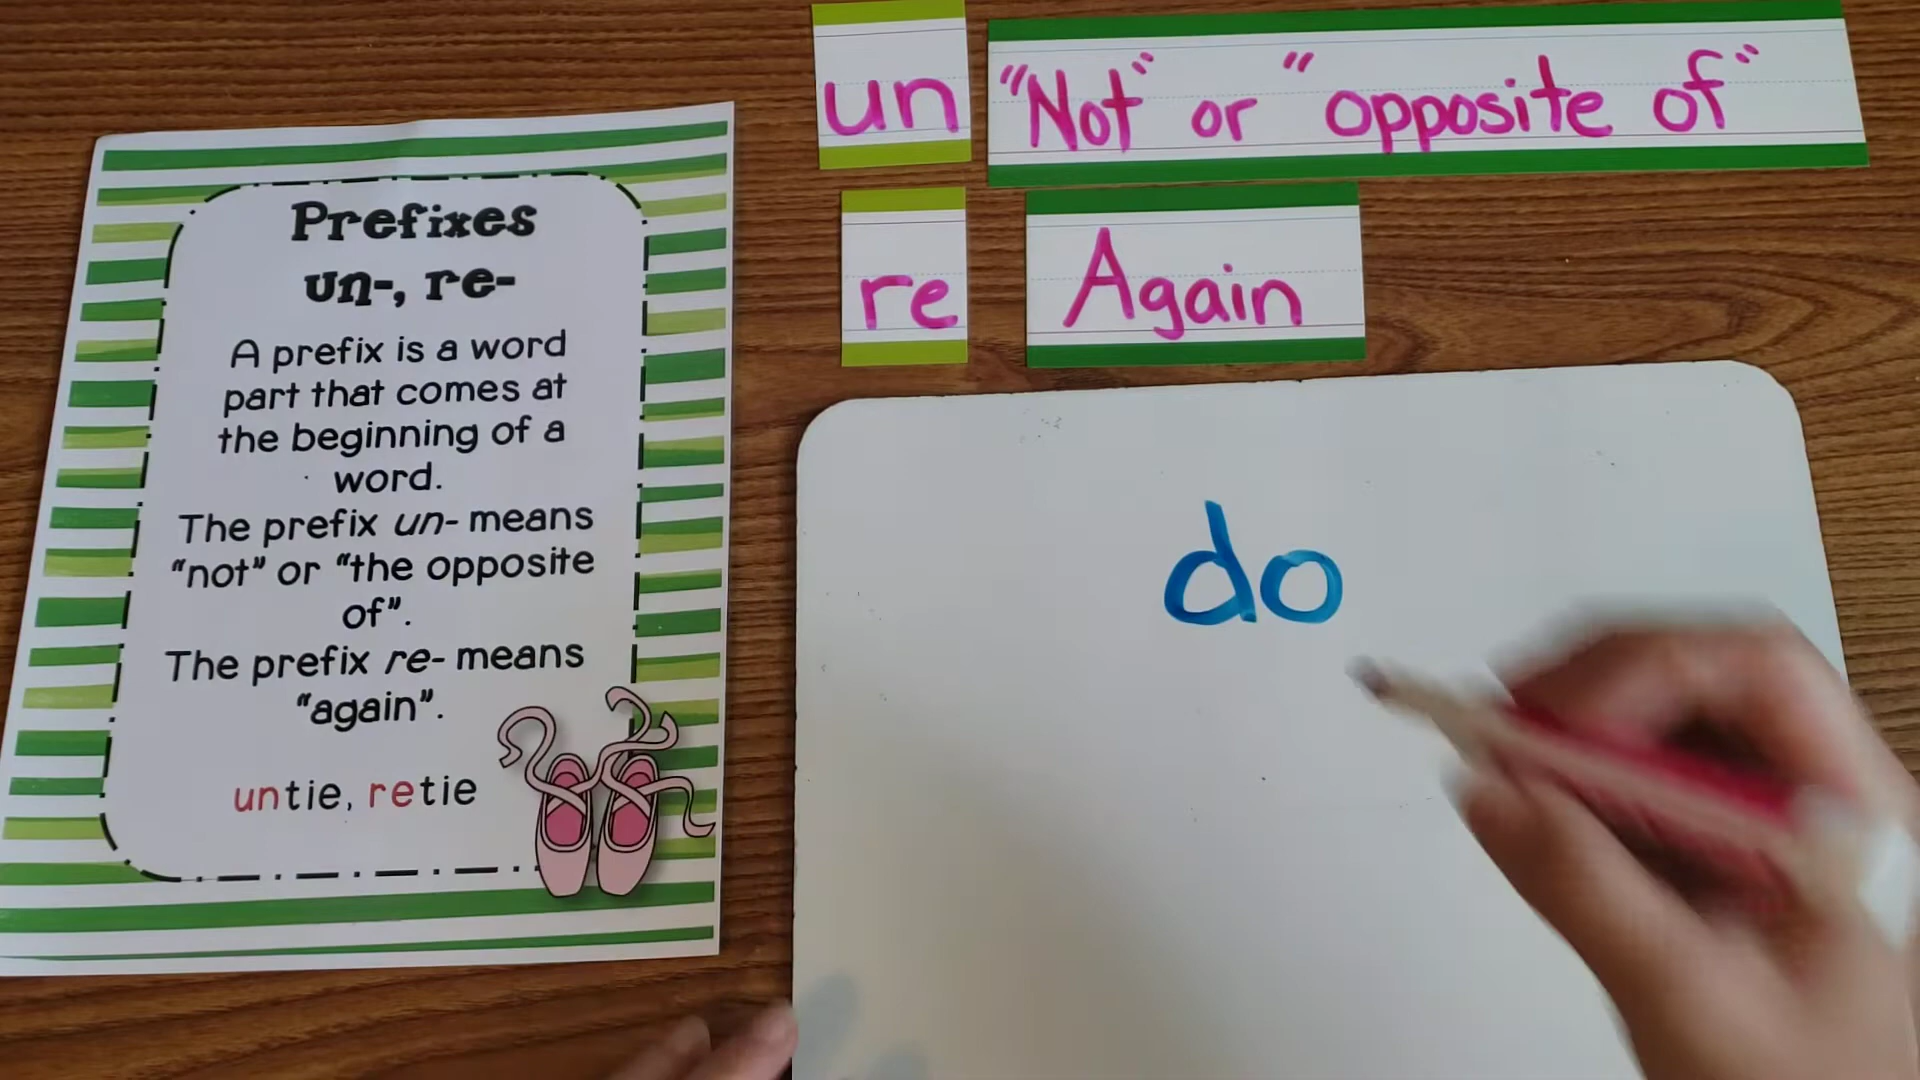 Prefixes
un-, re-
A prefix is a word
part that comes at
the beginning of a
word.
The prefix un- means
"not" or "the opposite
of".
The prefix re- means
"again".
untie, retie
un "Not" or "opposite of"
re Again
do